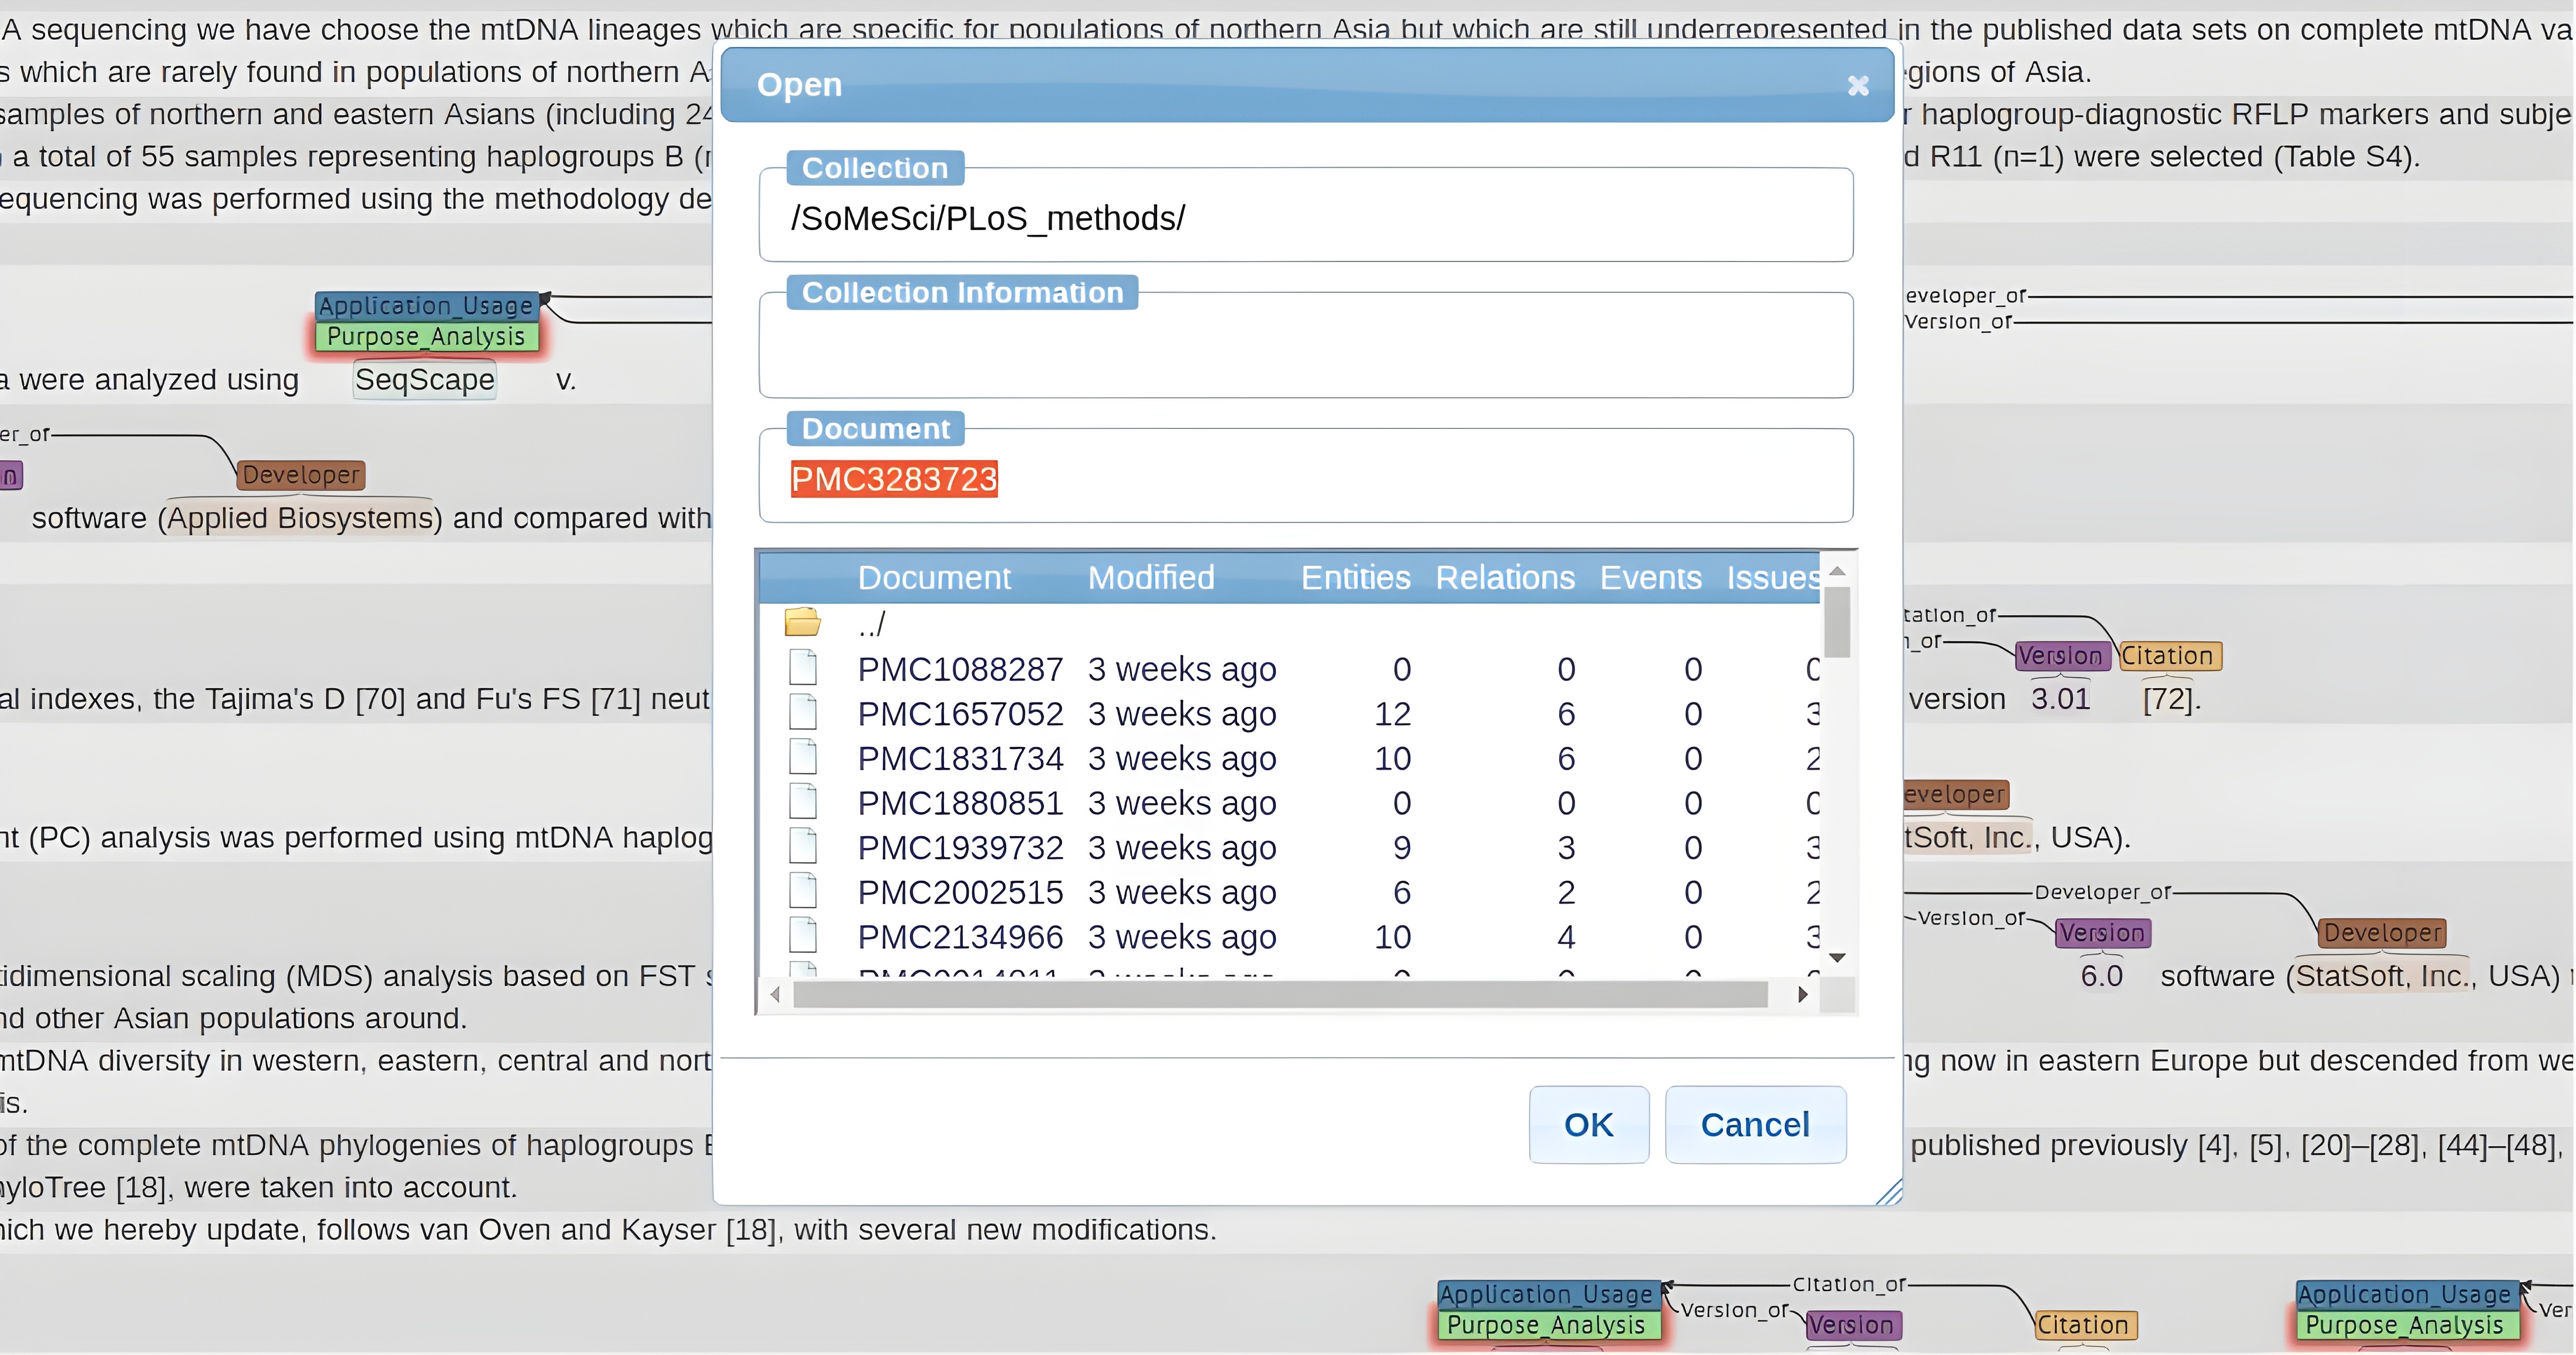 A sequencing we have choose the mtDNA lineages which are specific for populations of northern Asia but which are still underrepresented in the published data sets on complete mtDNA va
s which are rarely found in populations of northern A
gions of Asia.
samples of northern and eastern Asians (including 24
r haplogroup-diagnostic RFLP markers and subje
a total of 55 samples representing haplogroups B (
d R11 (n=1) were selected (Table S4).
equencing was performed using the methodology de
Open
Collection
/SoMeSci/PLoS_methods/
Collection Information
Application_Usage
Purpose_Analysis
eveloper_of
Version_of
a were analyzed using SeqScape v.
Document
PMC3283723
er_of
n Developer
software (Applied Biosystems) and compared with
Document Modified Entities Relations Events Issues
../
PMC1088287 3 weeks ago 0 0 0 0
PMC1657052 3 weeks ago 12 6 0 3
PMC1831734 3 weeks ago 10 6 0 2
PMC1880851 3 weeks ago 0 0 0 0
PMC1939732 3 weeks ago 9 3 0 3
PMC2002515 3 weeks ago 6 2 0 2
PMC2134966 3 weeks ago 10 4 0 3
tation_of
n_of Version Citation
al indexes, the Tajima's D [70] and Fu's FS [71] neut
version 3.01 [72].
eveloper
nt (PC) analysis was performed using mtDNA haplog
tSoft, Inc., USA).
Developer_of
Version_of Version Developer
tidimensional scaling (MDS) analysis based on FST s
6.0 software (StatSoft, Inc., USA)
nd other Asian populations around.
mtDNA diversity in western, eastern, central and nort
ng now in eastern Europe but descended from we
is.
OK Cancel
of the complete mtDNA phylogenies of haplogroups
published previously [4], [5], [20]–[28], [44]–[48],
yloTree [18], were taken into account.
hich we hereby update, follows van Oven and Kayser [18], with several new modifications.
Application_Usage Citation_of Application_Usage
Purpose_Analysis Version_of Version Citation Purpose_Analysis Ver